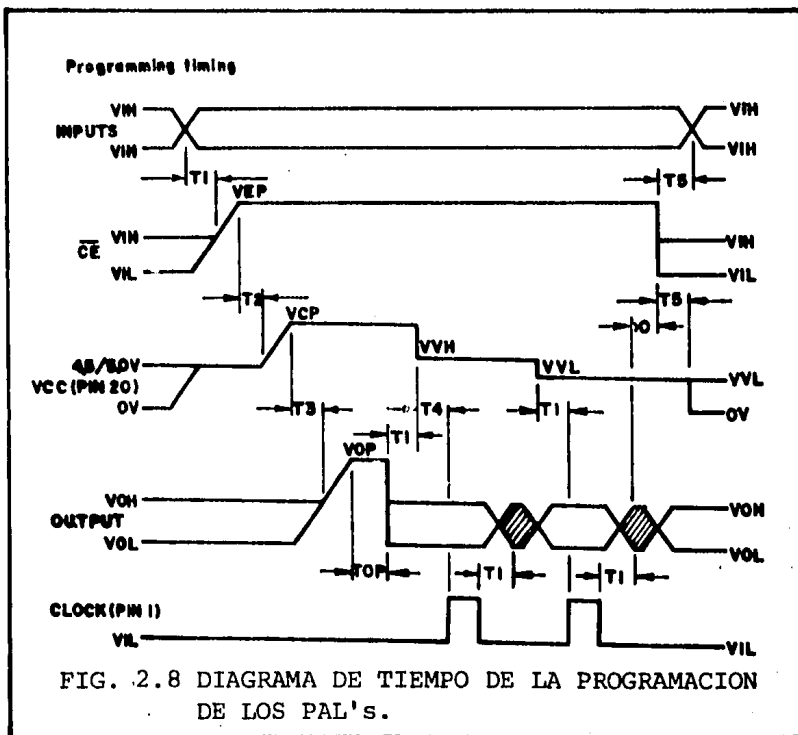 Programming timing
VIH VIH
INPUTS
VIH VIH
T1 VEP T5
VIH VIH
CE
VIL VIL
T2 T5
VCP
VVH
4,5/5,0V VVL
VCC (PIN 20) VVL
0V 0V
T3 T4 T1
VOP T1
VOH VOH
OUTPUT
VOL VOL
TOP T1 T1
CLOCK (PIN 1)
VIL VIL
FIG. 2.8 DIAGRAMA DE TIEMPO DE LA PROGRAMACION
DE LOS PAL's.